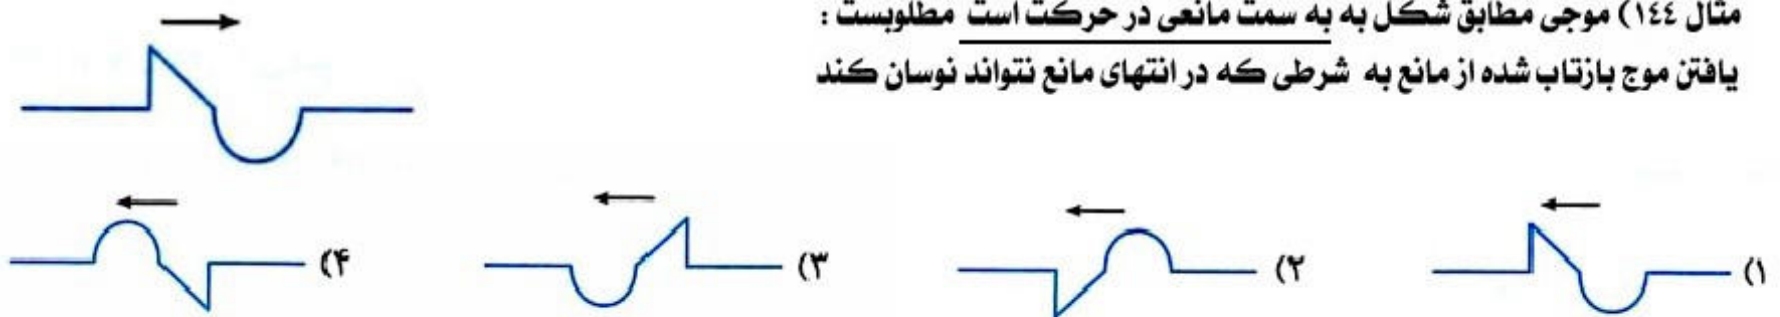 مثال ١٤٤) موجی مطابق شکل به به سمت مانعی در حرکت است مطلوبست :
یافتن موج بازتاب شده از مانع به شرطی که در انتهای مانع نتواند نوسان کند
۱)
۲)
۳)
۴)